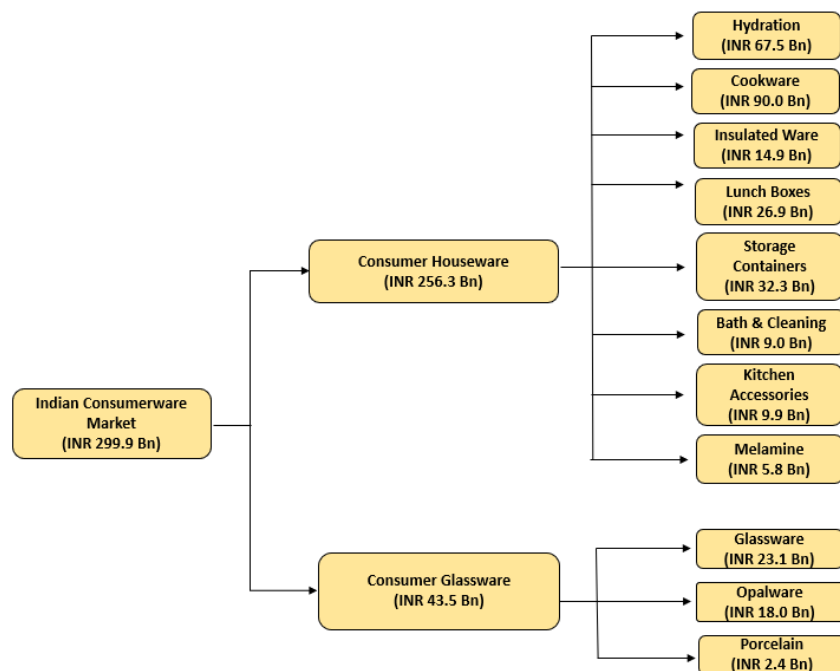 Hydration
(INR 67.5 Bn)
Cookware
(INR 90.0 Bn)
Insulated Ware
(INR 14.9 Bn)
Lunch Boxes
(INR 26.9 Bn)
Consumer Houseware
(INR 256.3 Bn)
Storage
Containers
(INR 32.3 Bn)
Bath & Cleaning
(INR 9.0 Bn)
Kitchen
Accessories
(INR 9.9 Bn)
Indian Consumerware
Market
(INR 299.9 Bn)
Melamine
(INR 5.8 Bn)
Glassware
(INR 23.1 Bn)
Consumer Glassware
(INR 43.5 Bn)
Opalware
(INR 18.0 Bn)
Porcelain
(INR 2.4 Bn)